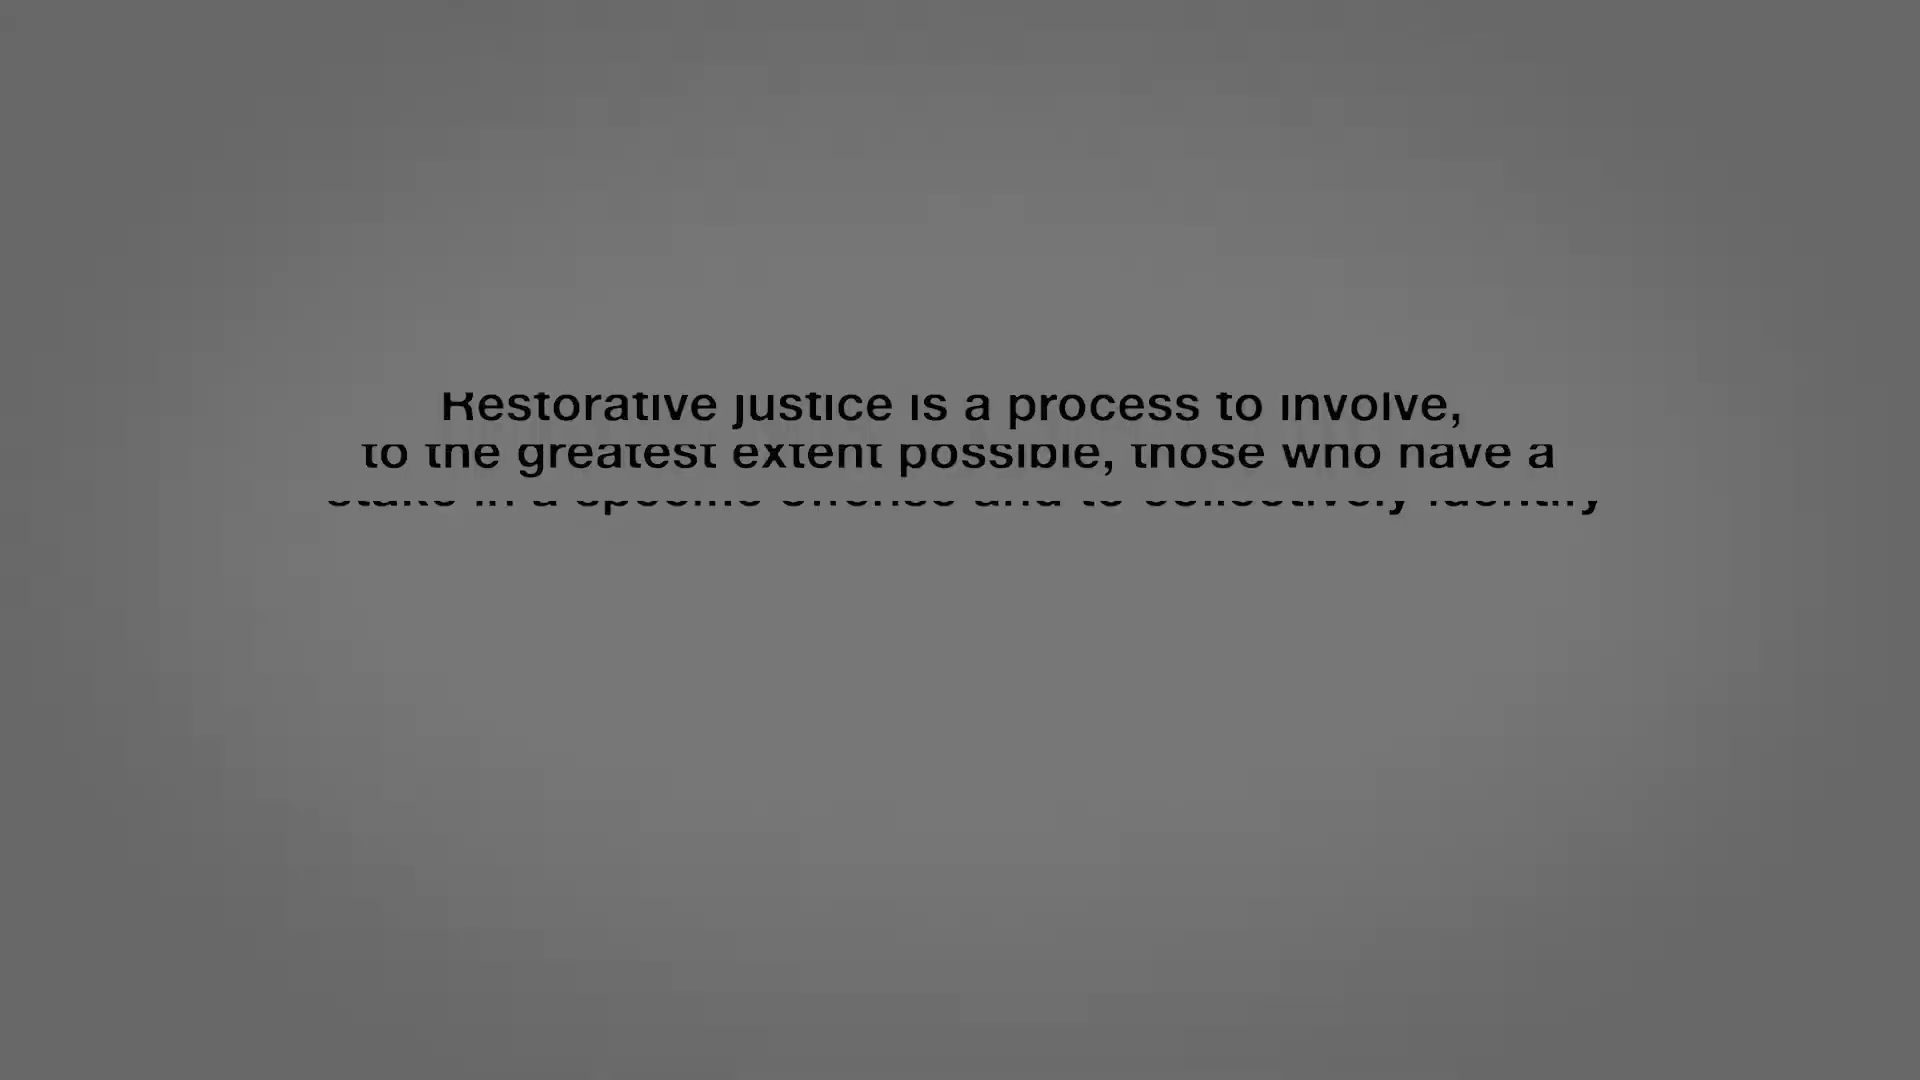 Restorative justice is a process to involve,
to the greatest extent possible, those who have a
stake in a specific offense and to collectively identify